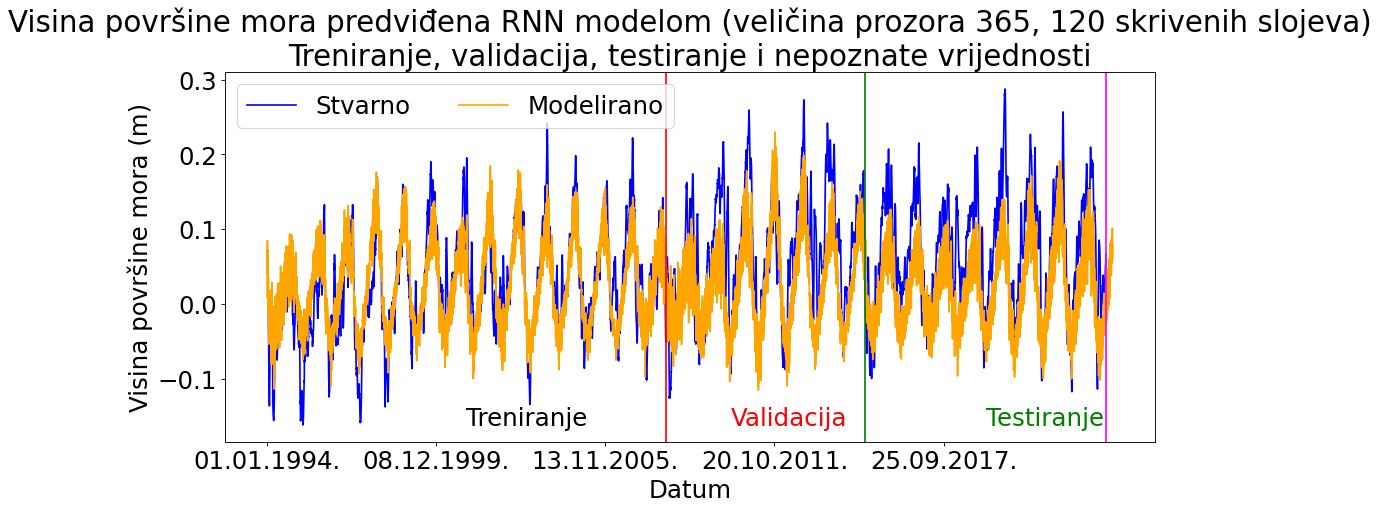 Visina površine mora predviđena RNN modelom (veličina prozora 365, 120 skrivenih slojeva)
Treniranje, validacija, testiranje i nepoznate vrijednosti
Stvarno
Modelirano
Visina površine mora (m)
0.3
0.2
0.1
0.0
−0.1
Treniranje
Validacija
Testiranje
01.01.1994.
08.12.1999.
13.11.2005.
20.10.2011.
25.09.2017.
Datum